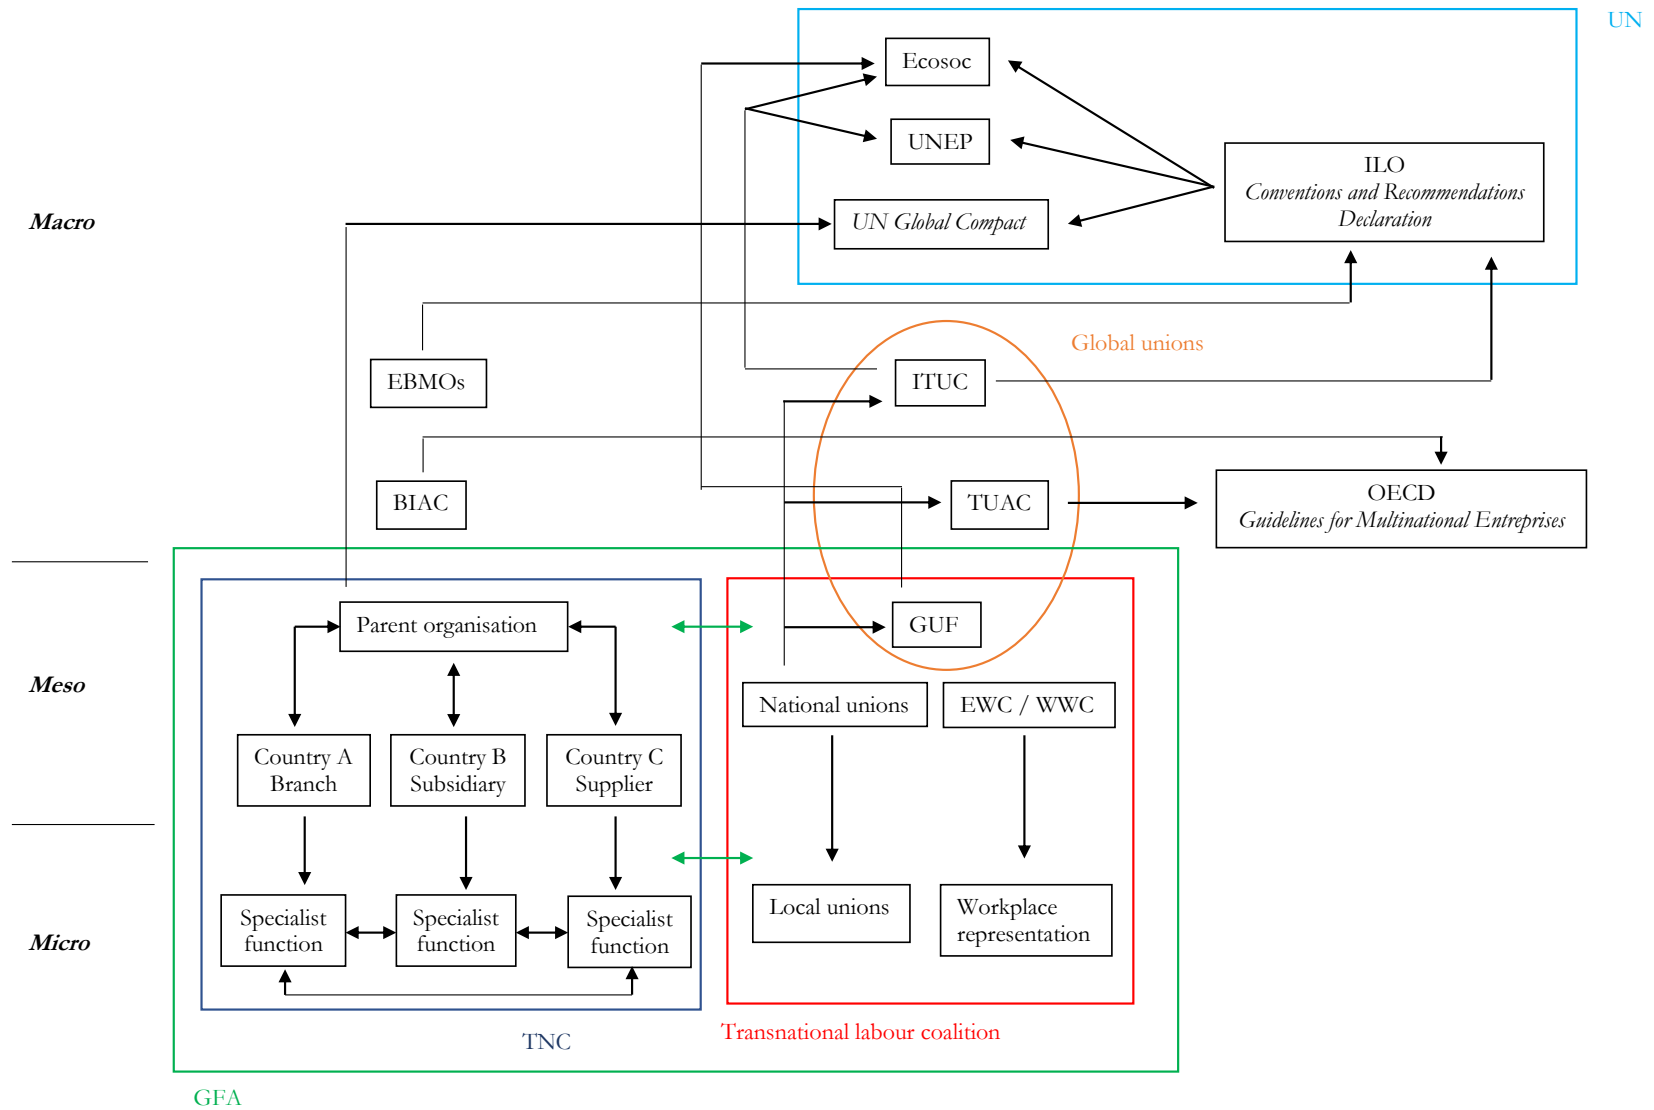 UN
Ecosoc
UNEP
ILO
Conventions and Recommendations
Declaration
Macro
UN Global Compact
Global unions
EBMOs
ITUC
BIAC
TUAC
OECD
Guidelines for Multinational Entreprises
Parent organisation
GUF
Meso
National unions
EWC / WWC
Country A
Branch
Country B
Subsidiary
Country C
Supplier
Micro
Specialist
function
Specialist
function
Specialist
function
Local unions
Workplace
representation
TNC
Transnational labour coalition
GFA